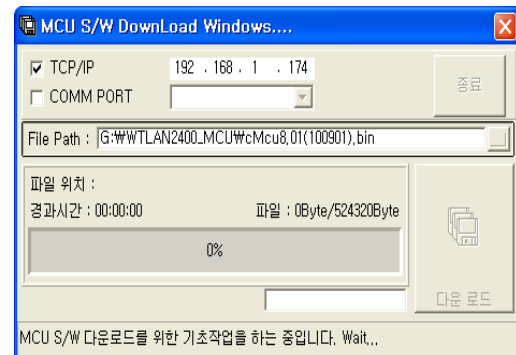 MCU S/W DownLoad Windows....
TCP/IP 192 . 168 . 1 . 174
COMM PORT
종료
File Path : G:₩WTLAN2400_MCU₩cMcu8,01(100901),bin
파일 위치 :
경과시간 : 00:00:00 파일 : 0Byte/524320Byte
0%
다운 로드
MCU S/W 다운로드를 위한 기초작업을 하는 중입니다, Wait,,,